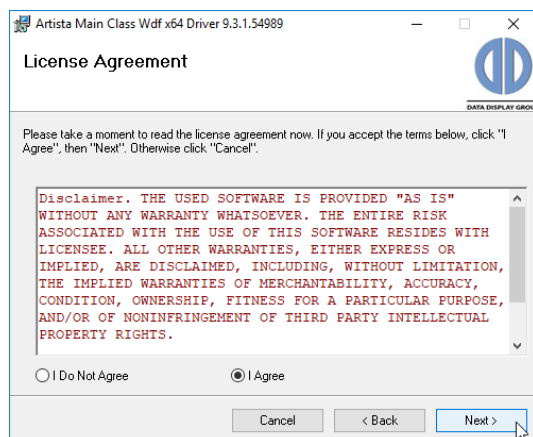 Artista Main Class Wdf x64 Driver 9.3.1.54989
License Agreement
DATA DISPLAY GROU
Please take a moment to read the license agreement now. If you accept the terms below, click "I
Agree", then "Next". Otherwise click "Cancel".
Disclaimer. THE USED SOFTWARE IS PROVIDED "AS IS"
WITHOUT ANY WARRANTY WHATSOEVER. THE ENTIRE RISK
ASSOCIATED WITH THE USE OF THIS SOFTWARE RESIDES WITH
LICENSEE. ALL OTHER WARRANTIES, EITHER EXPRESS OR
IMPLIED, ARE DISCLAIMED, INCLUDING, WITHOUT LIMITATION,
THE IMPLIED WARRANTIES OF MERCHANTABILITY, ACCURACY,
CONDITION, OWNERSHIP, FITNESS FOR A PARTICULAR PURPOSE,
AND/OR OF NONINFRINGEMENT OF THIRD PARTY INTELLECTUAL
PROPERTY RIGHTS.
I Do Not Agree
I Agree
Cancel
< Back
Next >